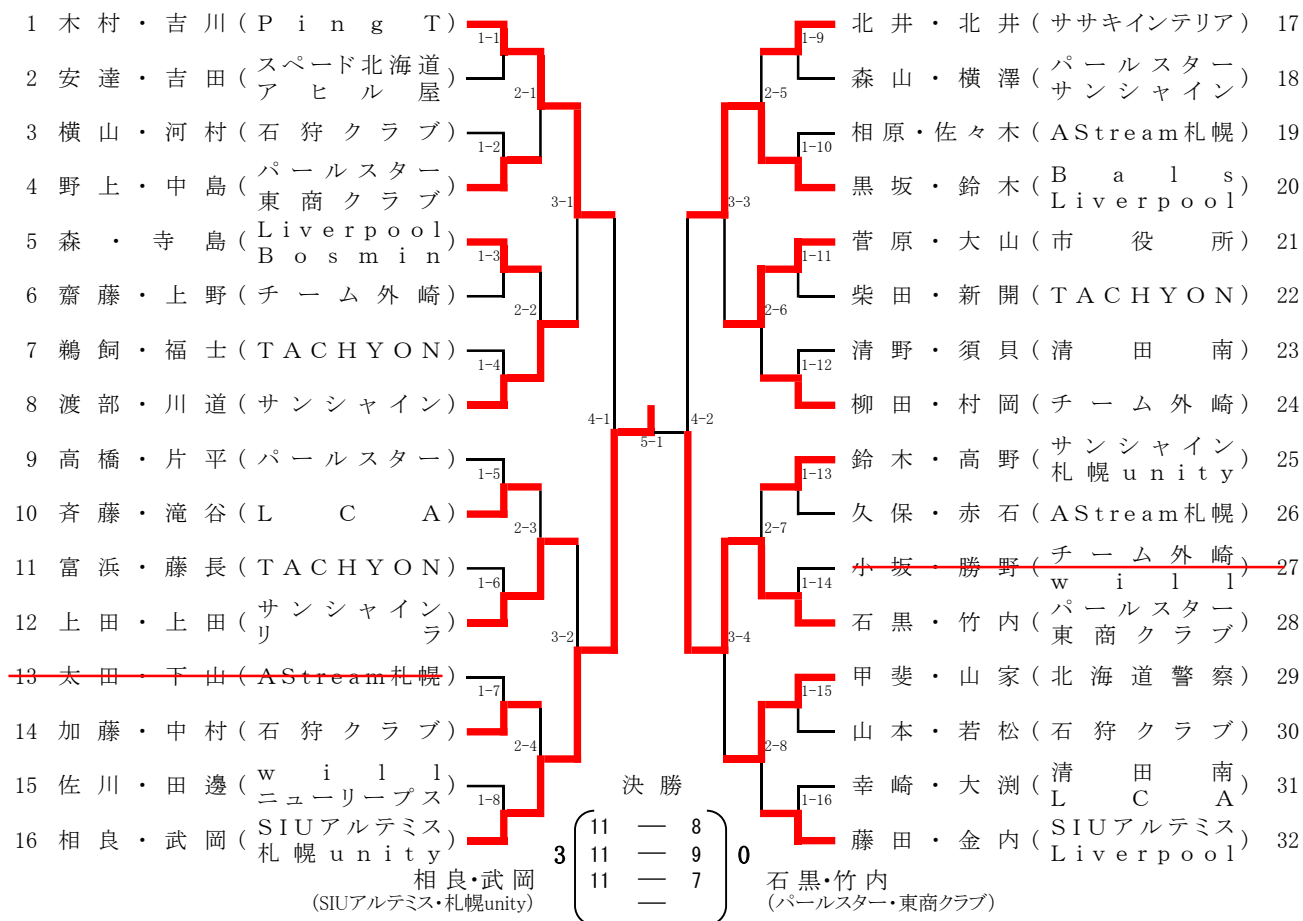 1 木村・吉川 (Ping T)
1-1
2 安達・吉田 (スペード北海道
アヒル屋)
2-1
3 横山・河村 (石狩クラブ)
1-2
4 野上・中島 (パールスター
東商クラブ)
3-1
5 森・寺島 (Liverpool
Bosmin)
1-3
6 齋藤・上野 (チーム外崎)
2-2
7 鵜飼・福士 (TACHYON)
1-4
8 渡部・川道 (サンシャイン)
4-1
9 高橋・片平 (パールスター)
1-5
10 斉藤・滝谷 (LCA)
2-3
11 富浜・藤長 (TACHYON)
1-6
12 上田・上田 (サンシャイン
リラ)
3-2
13 太田・下山 (AStream札幌)
1-7
14 加藤・中村 (石狩クラブ)
2-4
15 佐川・田邊 (will
ニューリープス)
1-8
16 相良・武岡 (SIUアルテミス
札幌unity)
5-1
北井・北井 (ササキインテリア) 17
1-9
森山・横澤 (パールスター
サンシャイン) 18
2-5
相原・佐々木 (AStream札幌) 19
1-10
黒坂・鈴木 (Bals
Liverpool) 20
3-3
菅原・大山 (市役所) 21
1-11
柴田・新開 (TACHYON) 22
2-6
清野・須貝 (清田南) 23
1-12
柳田・村岡 (チーム外崎) 24
4-2
鈴木・高野 (サンシャイン
札幌unity) 25
1-13
久保・赤石 (AStream札幌) 26
2-7
小坂・勝野 (チーム外崎
will) 27
1-14
石黒・竹内 (パールスター
東商クラブ) 28
3-4
甲斐・山家 (北海道警察) 29
1-15
山本・若松 (石狩クラブ) 30
2-8
幸崎・大渕 (清田南
LCA) 31
1-16
藤田・金内 (SIUアルテミス
Liverpool) 32
決勝
11 — 8
3 11 — 9 0
11 — 7
—
相良・武岡
(SIUアルテミス・札幌unity)
石黒・竹内
(パールスター・東商クラブ)